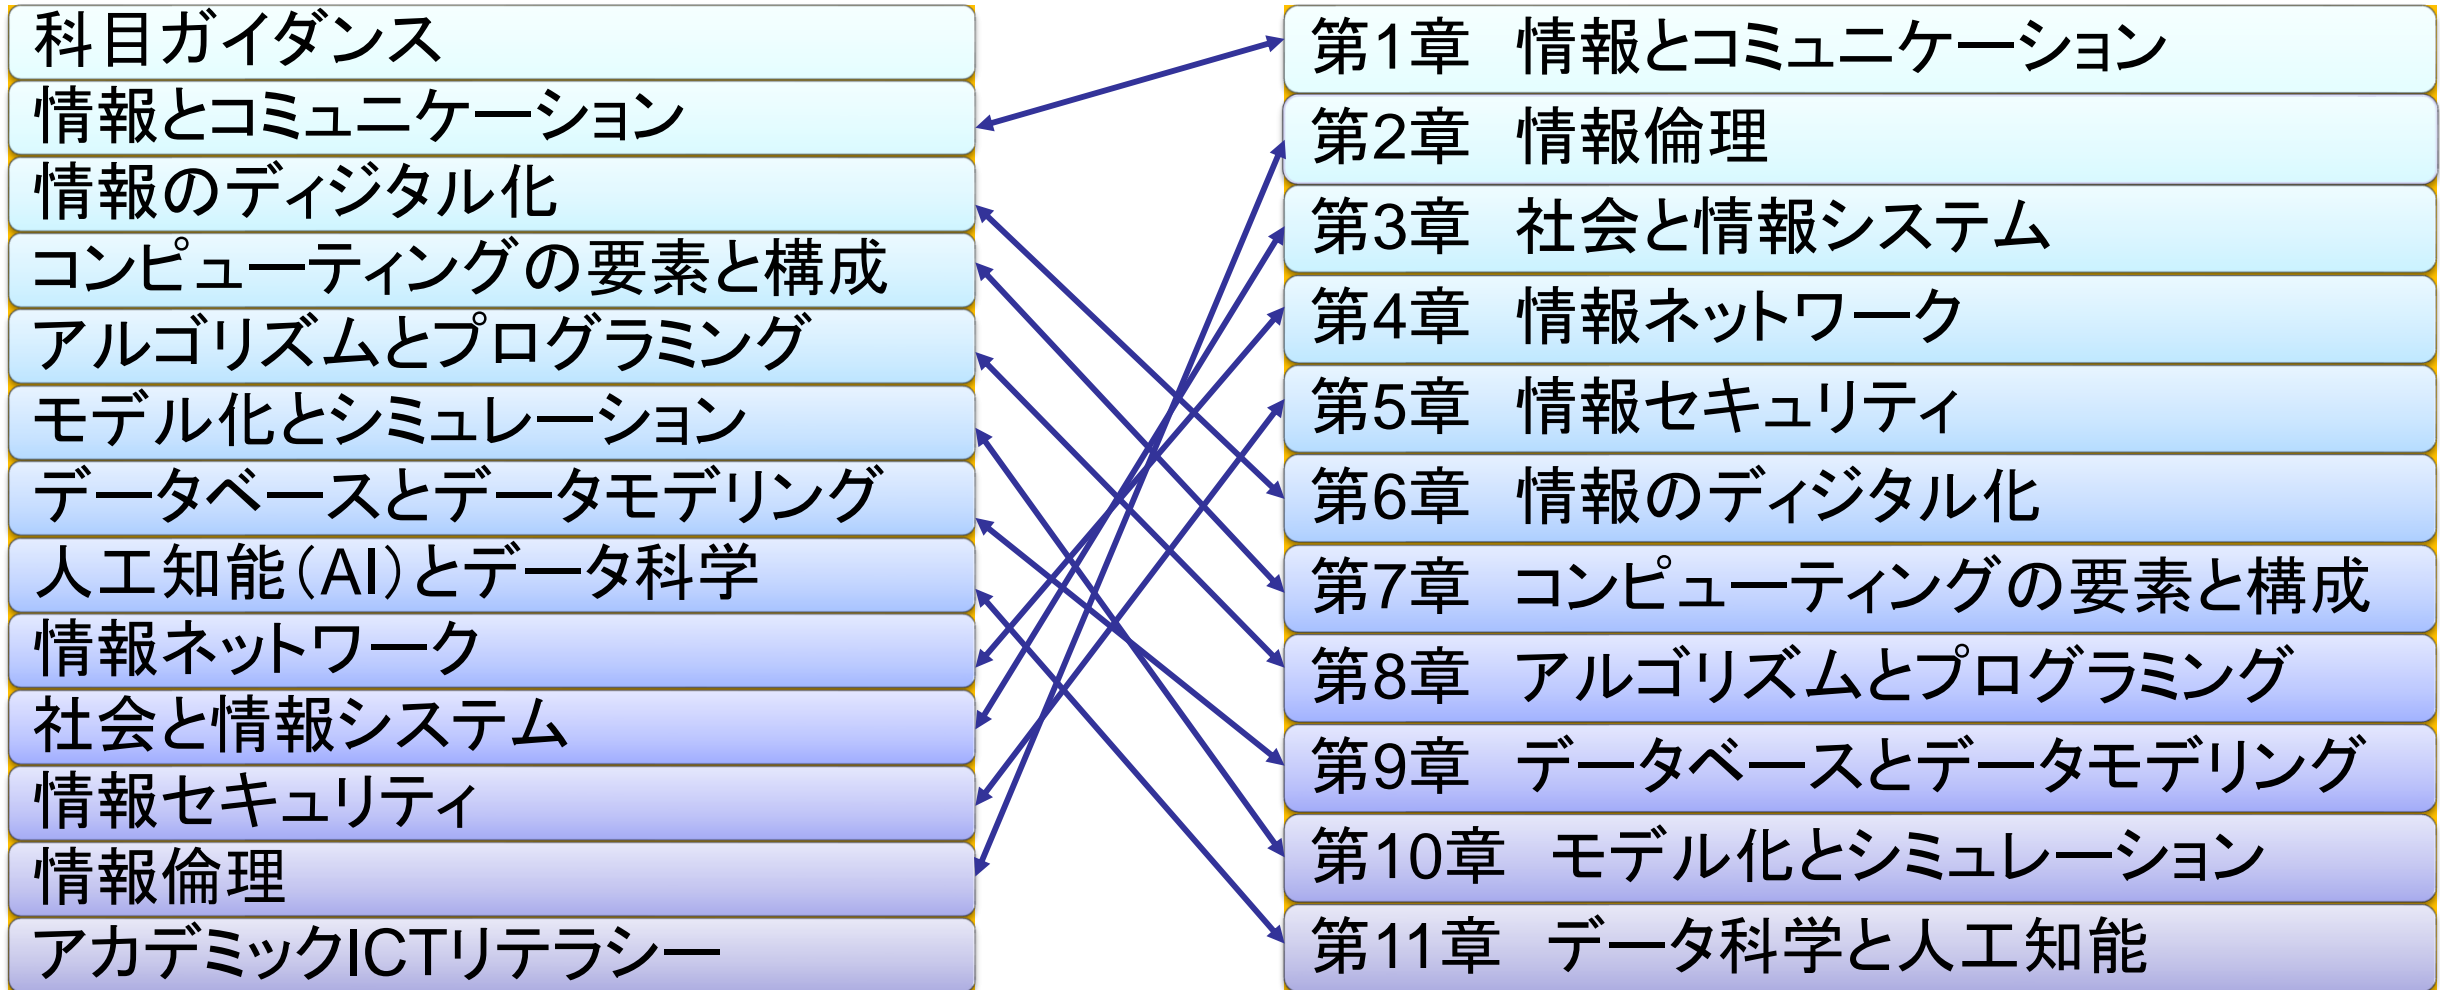 科目ガイダンス
情報とコミュニケーション
情報のディジタル化
コンピューティングの要素と構成
アルゴリズムとプログラミング
モデル化とシミュレーション
データベースとデータモデリング
人工知能(AI)とデータ科学
情報ネットワーク
社会と情報システム
情報セキュリティ
情報倫理
アカデミックICTリテラシー
第1章　情報とコミュニケーション
第2章　情報倫理
第3章　社会と情報システム
第4章　情報ネットワーク
第5章　情報セキュリティ
第6章　情報のディジタル化
第7章　コンピューティングの要素と構成
第8章　アルゴリズムとプログラミング
第9章　データベースとデータモデリング
第10章　モデル化とシミュレーション
第11章　データ科学と人工知能